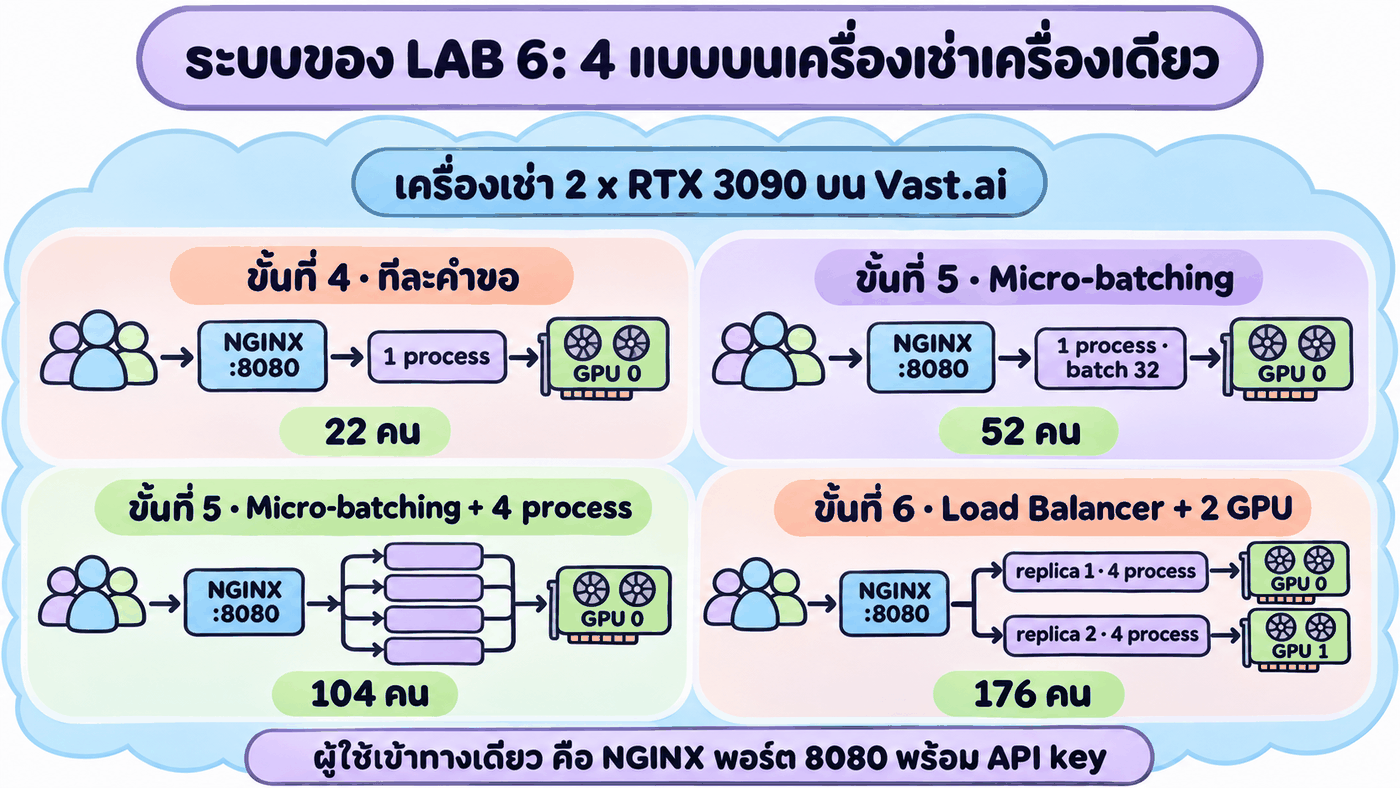 ระบบของ LAB 6: 4 แบบบนเครื่องเช่าเครื่องเดียว
เครื่องเช่า 2 x RTX 3090 บน Vast.ai
ขั้นที่ 4 · ทีละคำขอ
NGINX
:8080
1 process
GPU 0
22 คน
ขั้นที่ 5 · Micro-batching
NGINX
:8080
1 process ·
batch 32
GPU 0
52 คน
ขั้นที่ 5 · Micro-batching + 4 process
NGINX
:8080
GPU 0
104 คน
ขั้นที่ 6 · Load Balancer + 2 GPU
NGINX
:8080
replica 1 · 4 process
GPU 0
replica 2 · 4 process
GPU 1
176 คน
ผู้ใช้เข้าทางเดียว คือ NGINX พอร์ต 8080 พร้อม API key